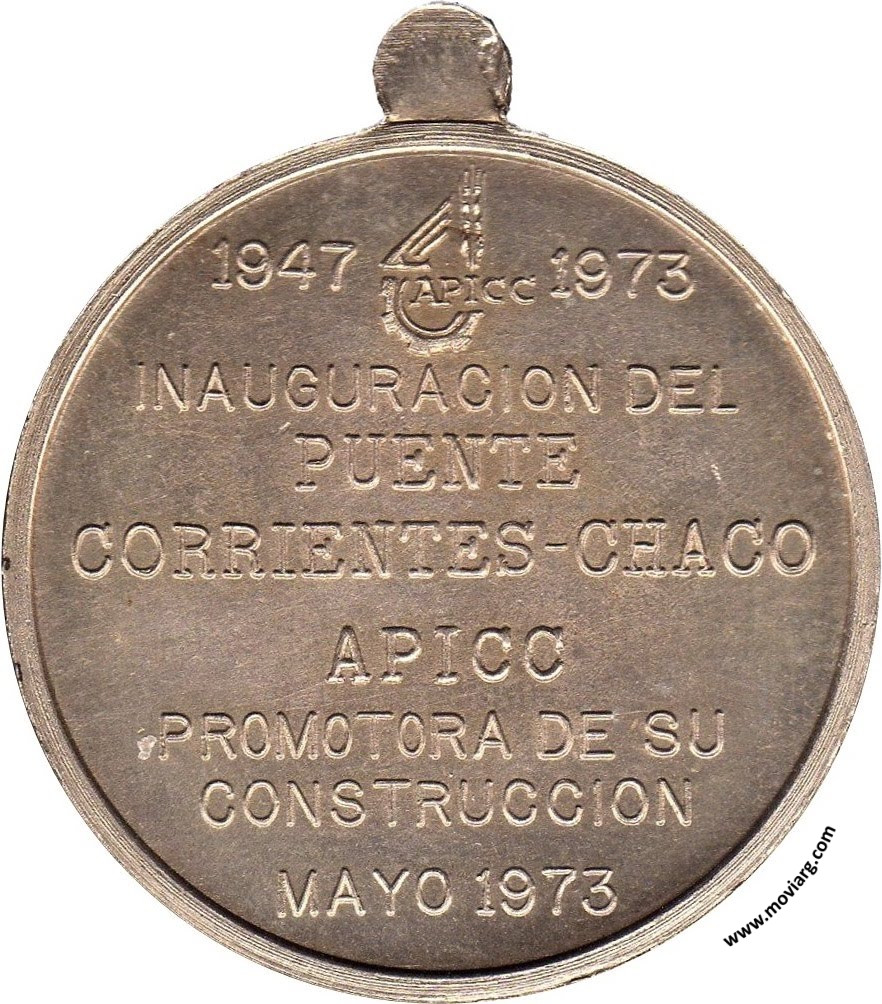 1947 APICC 1973
INAUGURACION DEL
PUENTE
CORRIENTES-CHACO
APICC
PROMOTORA DE SU
CONSTRUCCION
MAYO 1973
www.moviarg.com